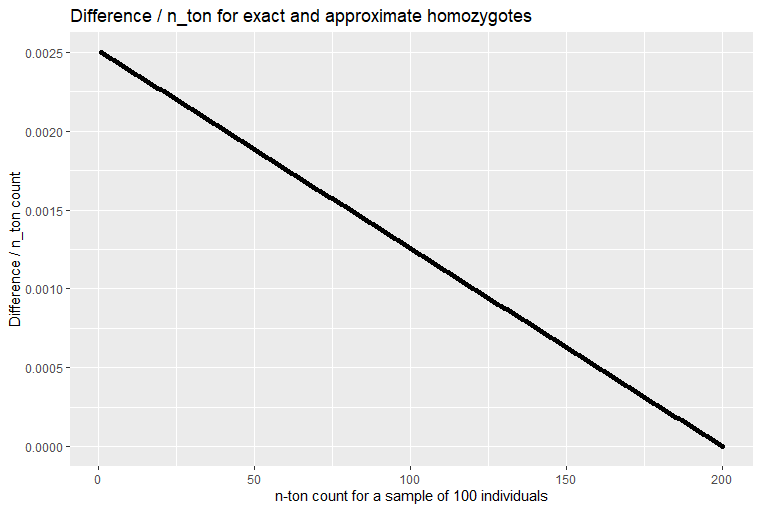 Difference / n_ton for exact and approximate homozygotes
Difference / n_ton count
0.0025
0.0020
0.0015
0.0010
0.0005
0.0000
0 50 100 150 200
n-ton count for a sample of 100 individuals